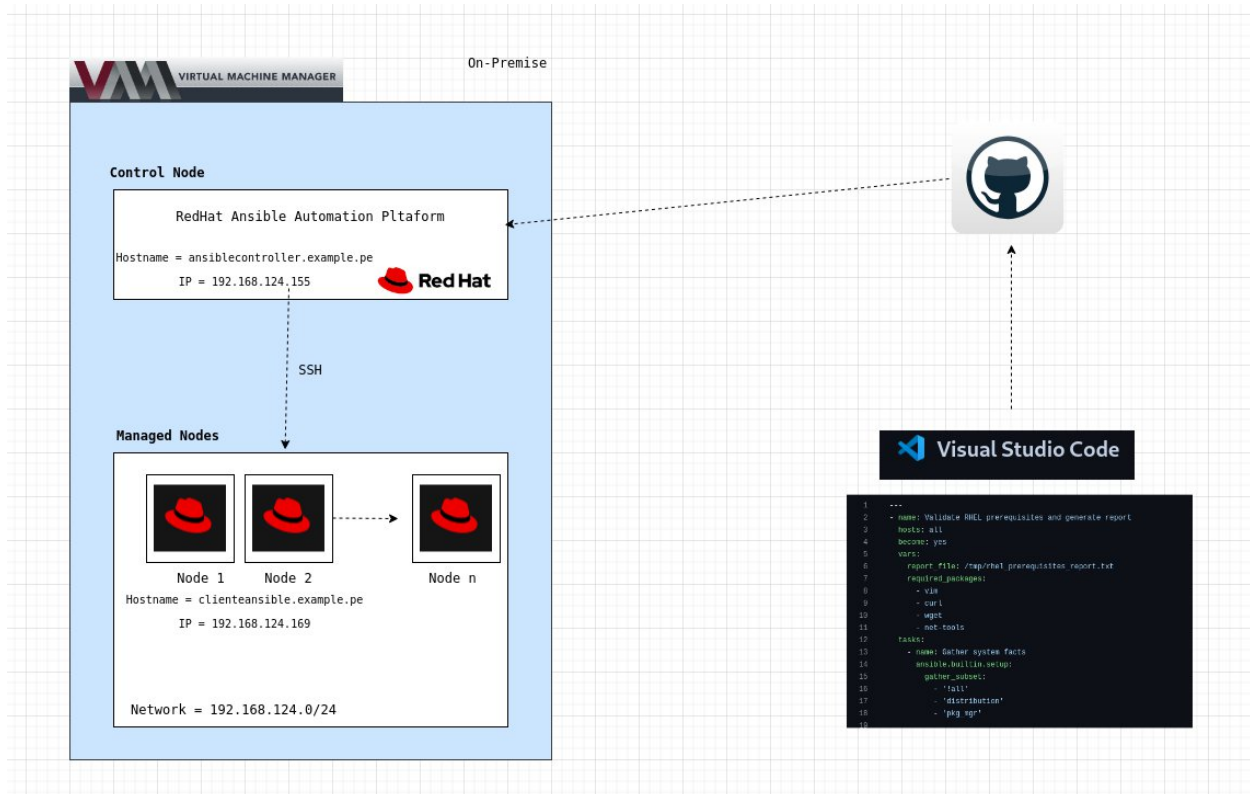 On-Premise
VM VIRTUAL MACHINE MANAGER
Control Node
RedHat Ansible Automation Pltaform
Hostname = ansiblecontroller.example.pe
IP = 192.168.124.155
Red Hat
SSH
Managed Nodes
Node 1
Node 2
Node n
Hostname = clienteansible.example.pe
IP = 192.168.124.169
Network = 192.168.124.0/24
Visual Studio Code
1 ---
2 - name: Validate RHEL prerequisites and generate report
3 hosts: all
4 become: yes
5 vars:
6 report_file: /tmp/rhel_prerequisites_report.txt
7 required_packages:
8 - vim
9 - curl
10 - wget
11 - net-tools
12 tasks:
13 - name: Gather system facts
14 ansible.builtin.setup:
15 gather_subset:
16 - '!all'
17 - 'distribution'
18 - 'pkg_mgr'
19